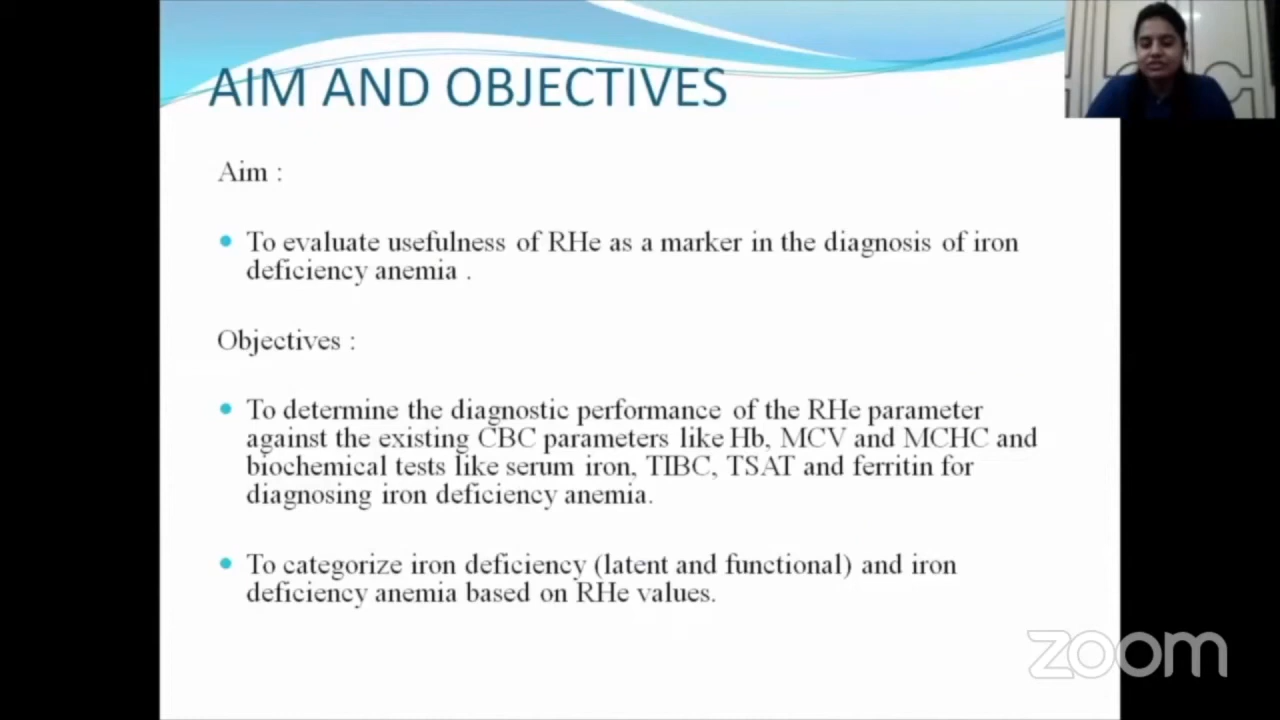 AIM AND OBJECTIVES
Aim :
To evaluate usefulness of RHe as a marker in the diagnosis of iron
deficiency anemia .
Objectives :
To determine the diagnostic performance of the RHe parameter
against the existing CBC parameters like Hb, MCV and MCHC and
biochemical tests like serum iron, TIBC, TSAT and ferritin for
diagnosing iron deficiency anemia.
To categorize iron deficiency (latent and functional) and iron
deficiency anemia based on RHe values.
zoom